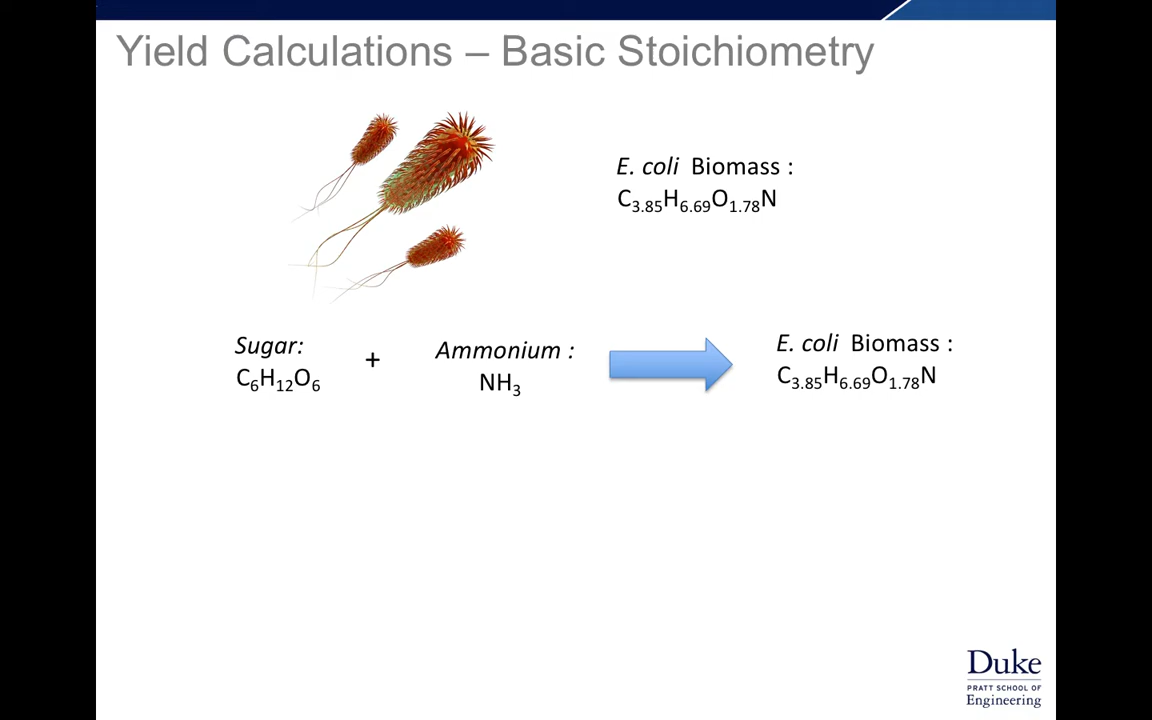 Yield Calculations – Basic Stoichiometry
E. coli Biomass :
C₃.₈₅H₆.₆₉O₁.₇₈N
Sugar:
C₆H₁₂O₆
+
Ammonium :
NH₃
E. coli Biomass :
C₃.₈₅H₆.₆₉O₁.₇₈N
Duke
PRATT SCHOOL OF
Engineering